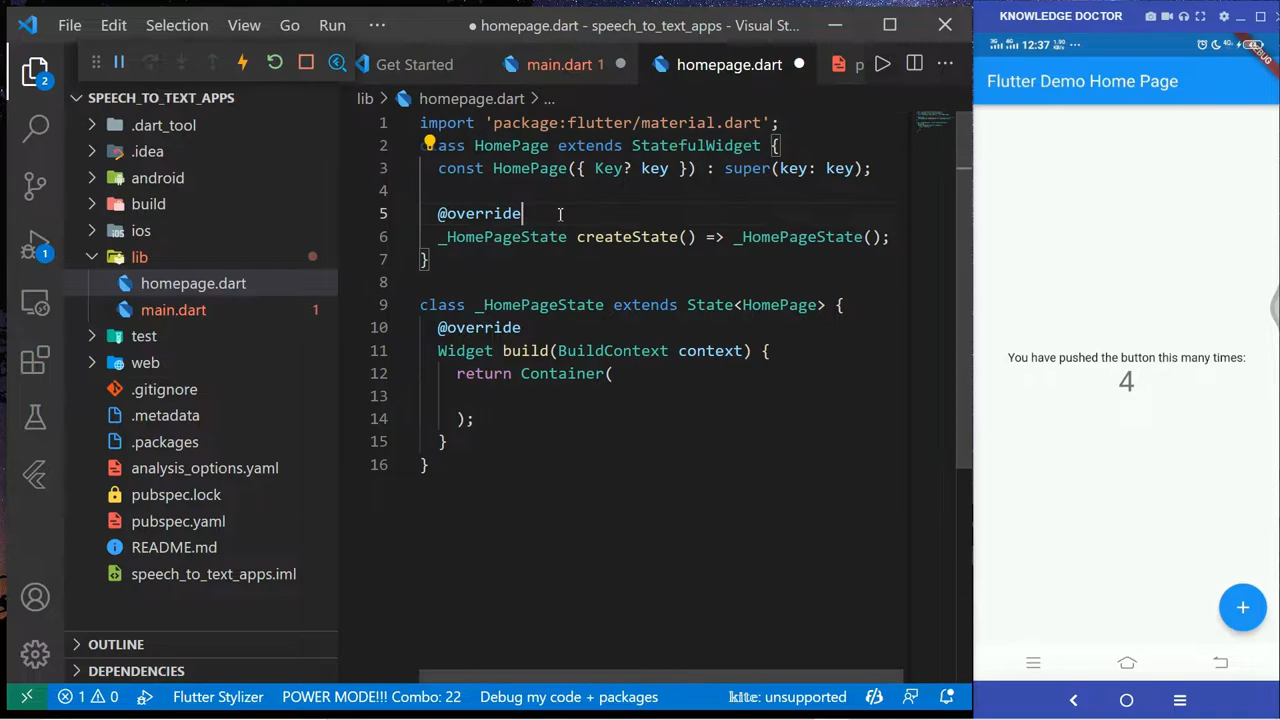 File Edit Selection View Go Run ··· ● homepage.dart - speech_to_text_apps - Visual St...
2
Get Started
main.dart 1
homepage.dart
p
SPEECH_TO_TEXT_APPS
.dart_tool
.idea
android
build
ios
lib
homepage.dart
main.dart 1
test
web
.gitignore
.metadata
.packages
analysis_options.yaml
pubspec.lock
pubspec.yaml
README.md
speech_to_text_apps.iml
OUTLINE
DEPENDENCIES
1
lib > homepage.dart > ...
1 import 'package:flutter/material.dart';
2 class HomePage extends StatefulWidget {
3 const HomePage({ Key? key }) : super(key: key);
4
5 @override
6 _HomePageState createState() => _HomePageState();
7 }
8
9 class _HomePageState extends State<HomePage> {
10 @override
11 Widget build(BuildContext context) {
12 return Container(
13
14 );
15 }
16 }
1 0 Flutter Stylizer POWER MODE!!! Combo: 22 Debug my code + packages kite: unsupported
KNOWLEDGE DOCTOR
12:37
DEBUG
Flutter Demo Home Page
You have pushed the button this many times:
4
+